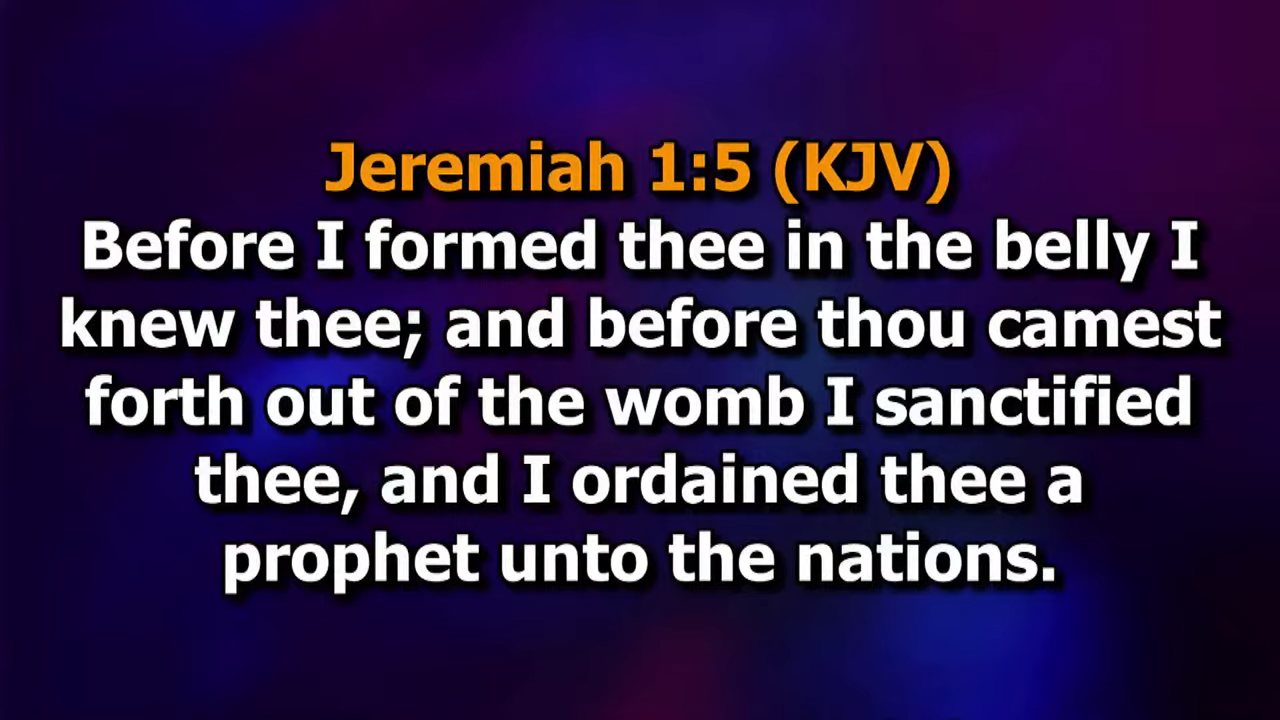 Jeremiah 1:5 (KJV)
Before I formed thee in the belly I
knew thee; and before thou camest
forth out of the womb I sanctified
thee, and I ordained thee a
prophet unto the nations.